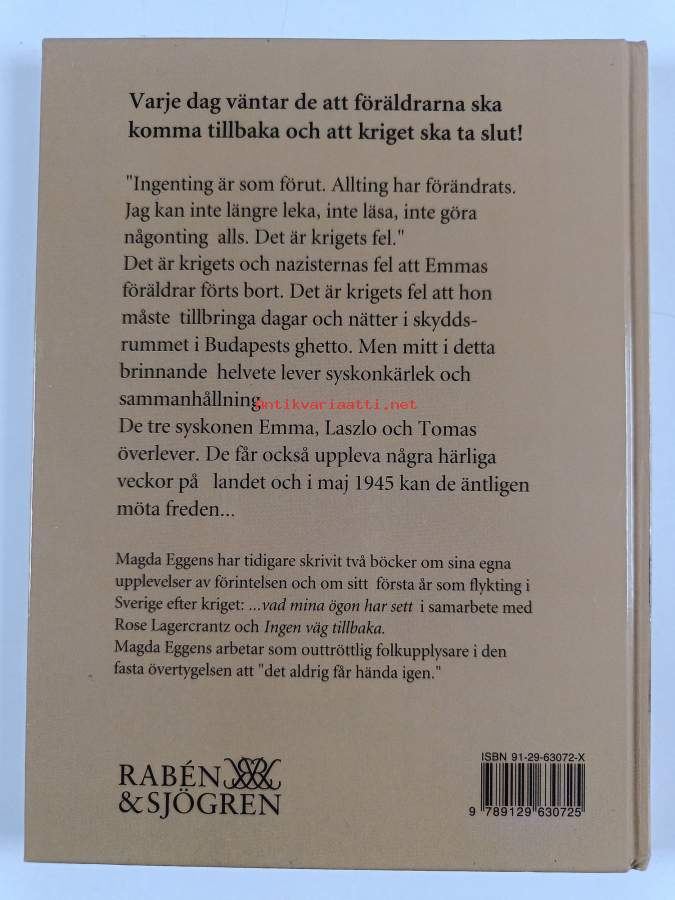 Varje dag väntar de att föräldrarna ska
komma tillbaka och att kriget ska ta slut!
"Ingenting är som förut. Allting har förändrats.
Jag kan inte längre leka, inte läsa, inte göra
någonting alls. Det är krigets fel."
Det är krigets och nazisternas fel att Emmas
föräldrar förts bort. Det är krigets fel att hon
måste tillbringa dagar och nätter i skydds-
rummet i Budapests ghetto. Men mitt i detta
brinnande helvete lever syskonkärlek och
sammanhållning.
Antikvariaatti.net
De tre syskonen Emma, Laszlo och Tomas
överlever. De får också uppleva några härliga
veckor på landet och i maj 1945 kan de äntligen
möta freden...
Magda Eggens har tidigare skrivit två böcker om sina egna
upplevelser av förintelsen och om sitt första år som flykting i
Sverige efter kriget: ...vad mina ögon har sett i samarbete med
Rose Lagercrantz och Ingen väg tillbaka.
Magda Eggens arbetar som outtröttlig folkupplysare i den
fasta övertygelsen att "det aldrig får hända igen."
RABÉN
&SJÖGREN
ISBN 91-29-63072-X
9 789129 630725